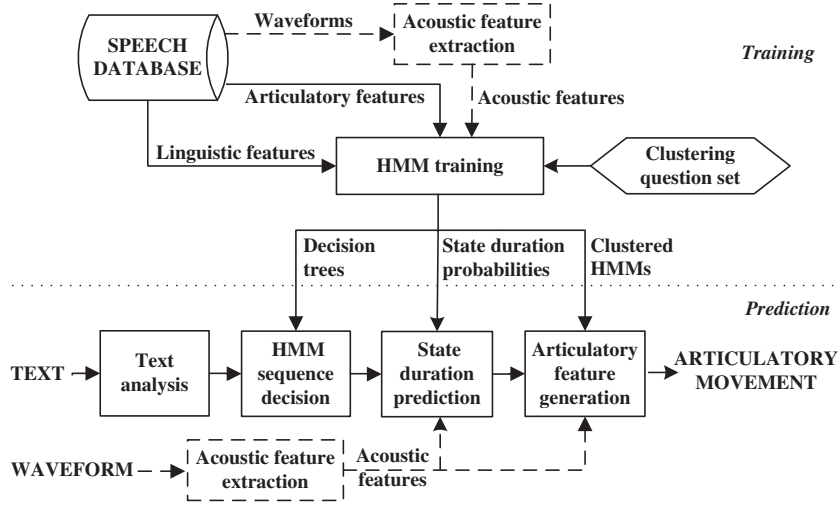 Waveforms
Acoustic feature
extraction
SPEECH
DATABASE
Training
Articulatory features
Acoustic features
Linguistic features
HMM training
Clustering
question set
Decision
trees
State duration
probabilities
Clustered
HMMs
Prediction
TEXT
Text
analysis
HMM
sequence
decision
State
duration
prediction
Articulatory
feature
generation
ARTICULATORY
MOVEMENT
WAVEFORM
Acoustic feature
extraction
Acoustic
features